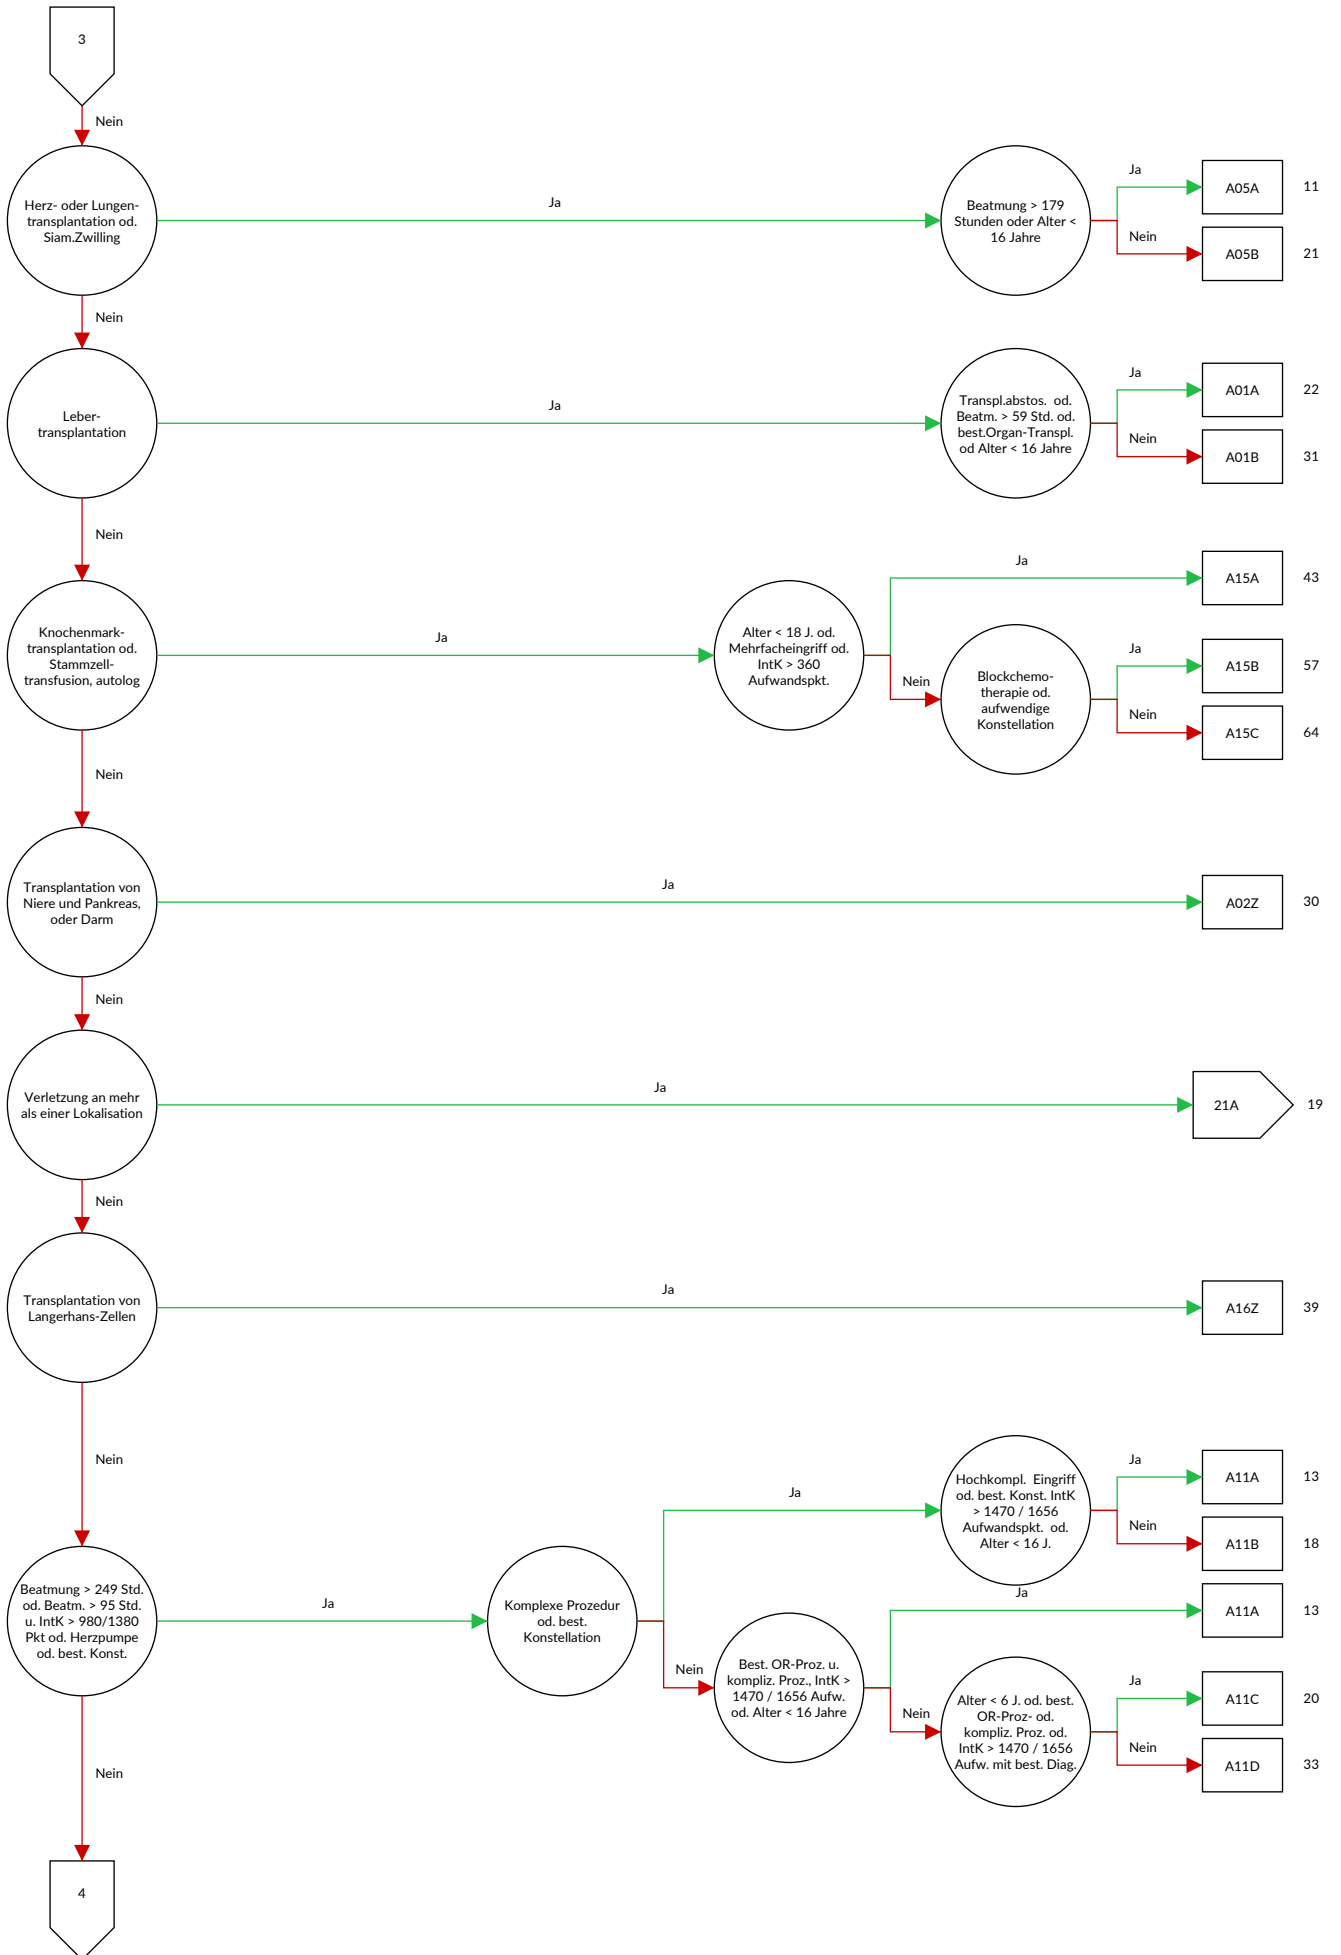 3
Nein
Herz- oder Lungen-
transplantation od.
Siam.Zwilling
Ja
Beatmung > 179
Stunden oder Alter <
16 Jahre
Ja
A05A
11
Nein
A05B
21
Nein
Leber-
transplantation
Ja
Transpl.abstos. od.
Beatm. > 59 Std. od.
best.Organ-Transpl.
od Alter < 16 Jahre
Ja
A01A
22
Nein
A01B
31
Nein
Knochenmark-
transplantation od.
Stammzell-
transfusion, autolog
Ja
Alter < 18 J. od.
Mehrfacheingriff od.
IntK > 360
Aufwandspkt.
Ja
A15A
43
Nein
Blockchemo-
therapie od.
aufwendige
Konstellation
Ja
A15B
57
Nein
A15C
64
Nein
Transplantation von
Niere und Pankreas,
oder Darm
Ja
A02Z
30
Nein
Verletzung an mehr
als einer Lokalisation
Ja
21A
19
Nein
Transplantation von
Langerhans-Zellen
Ja
A16Z
39
Nein
Beatmung > 249 Std.
od. Beatm. > 95 Std.
u. IntK > 980/1380
Pkt od. Herzpumpe
od. best. Konst.
Ja
Komplexe Prozedur
od. best.
Konstellation
Ja
Hochkompl. Eingriff
od. best. Konst. IntK
> 1470 / 1656
Aufwandspkt. od.
Alter < 16 J.
Ja
A11A
13
Nein
A11B
18
Nein
Best. OR-Proz. u.
kompliz. Proz., IntK >
1470 / 1656 Aufw.
od. Alter < 16 Jahre
Ja
A11A
13
Nein
Alter < 6 J. od. best.
OR-Proz- od.
kompliz. Proz. od.
IntK > 1470 / 1656
Aufw. mit best. Diag.
Ja
A11C
20
Nein
A11D
33
Nein
4